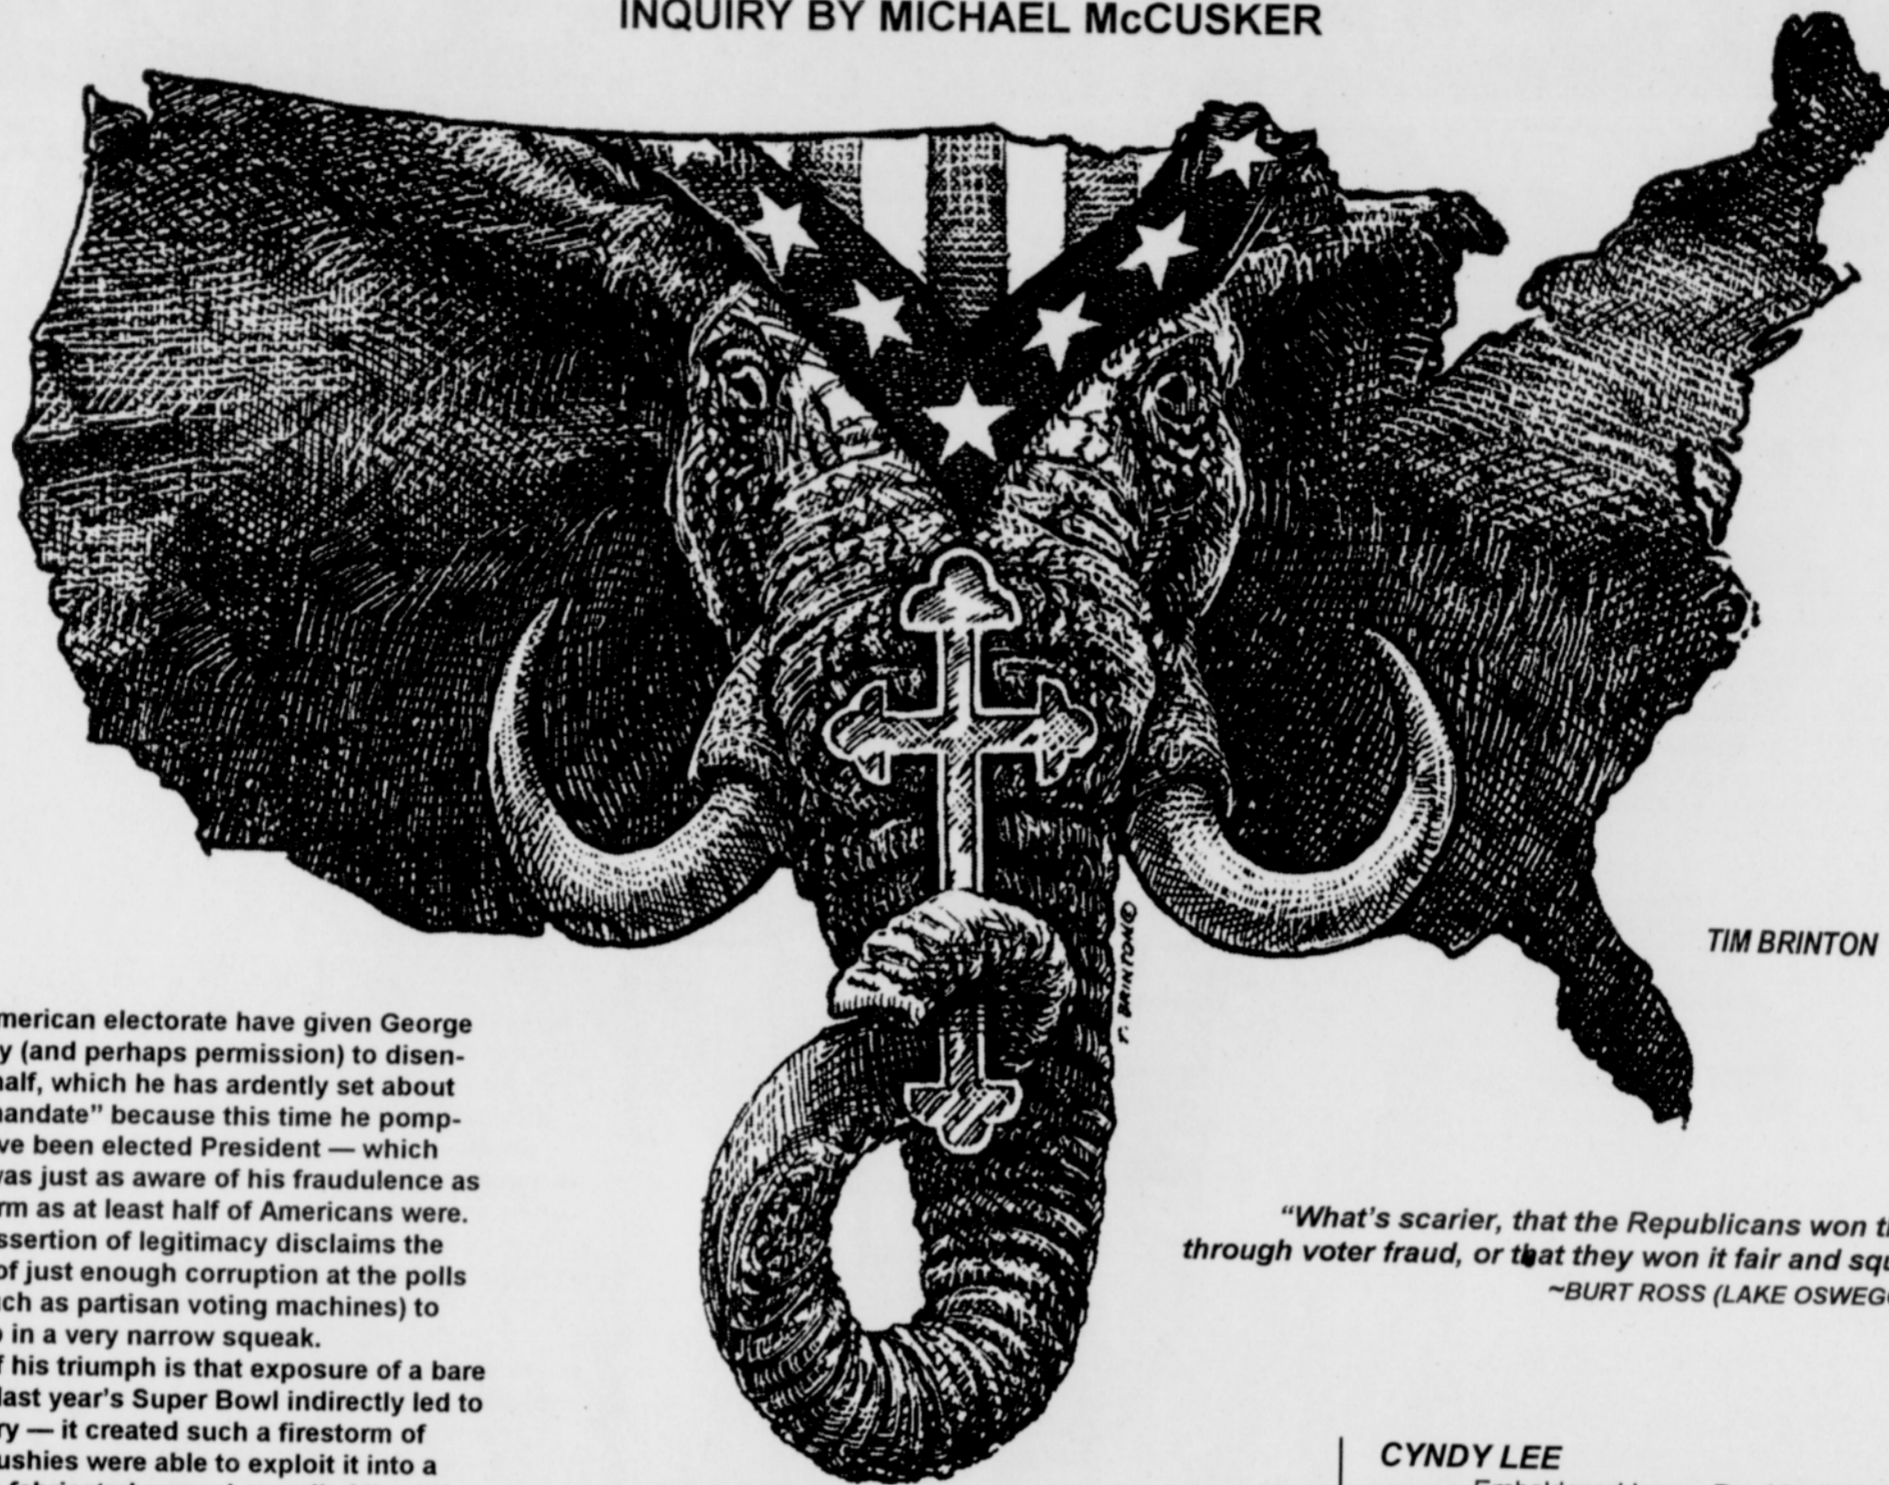 INQUIRY BY MICHAEL McCUSKER
TIM BRINTON
T. BRINTON ©
merican electorate have given George
y (and perhaps permission) to disen-
half, which he has ardently set about
andate” because this time he pomp-
ve been elected President — which
as just as aware of his fraudulence as
rm as at least half of Americans were.
ssertion of legitimacy disclaims the
of just enough corruption at the polls
ch as partisan voting machines) to
in a very narrow squeak.
f his triumph is that exposure of a bare
last year's Super Bowl indirectly led to
ry — it created such a firestorm of
ushies were able to exploit it into a
“What's scarier, that the Republicans won
through voter fraud, or that they won it fair and squ
~BURT ROSS (LAKE OSWEG
CYNDY LEE